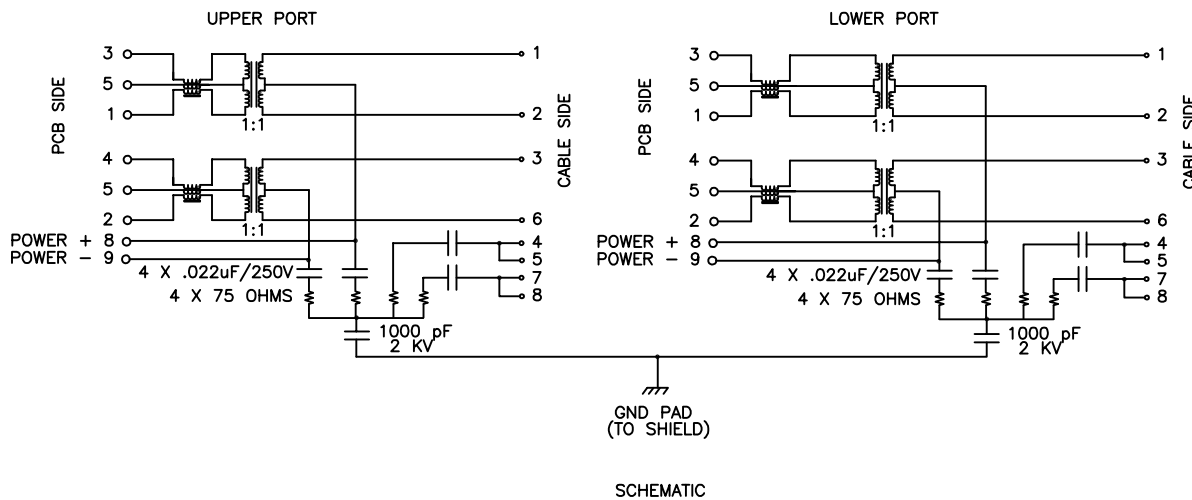 UPPER PORT
3
5
1
4
5
2
PCB SIDE
1:1
1:1
1
2
3
6
4
5
7
8
CABLE SIDE
POWER + 8
POWER - 9
4 X .022uF/250V
4 X 75 OHMS
1000 pF
2 KV
LOWER PORT
3
5
1
4
5
2
PCB SIDE
1:1
1:1
1
2
3
6
4
5
7
8
CABLE SIDE
POWER + 8
POWER - 9
4 X .022uF/250V
4 X 75 OHMS
1000 pF
2 KV
GND PAD
(TO SHIELD)
SCHEMATIC